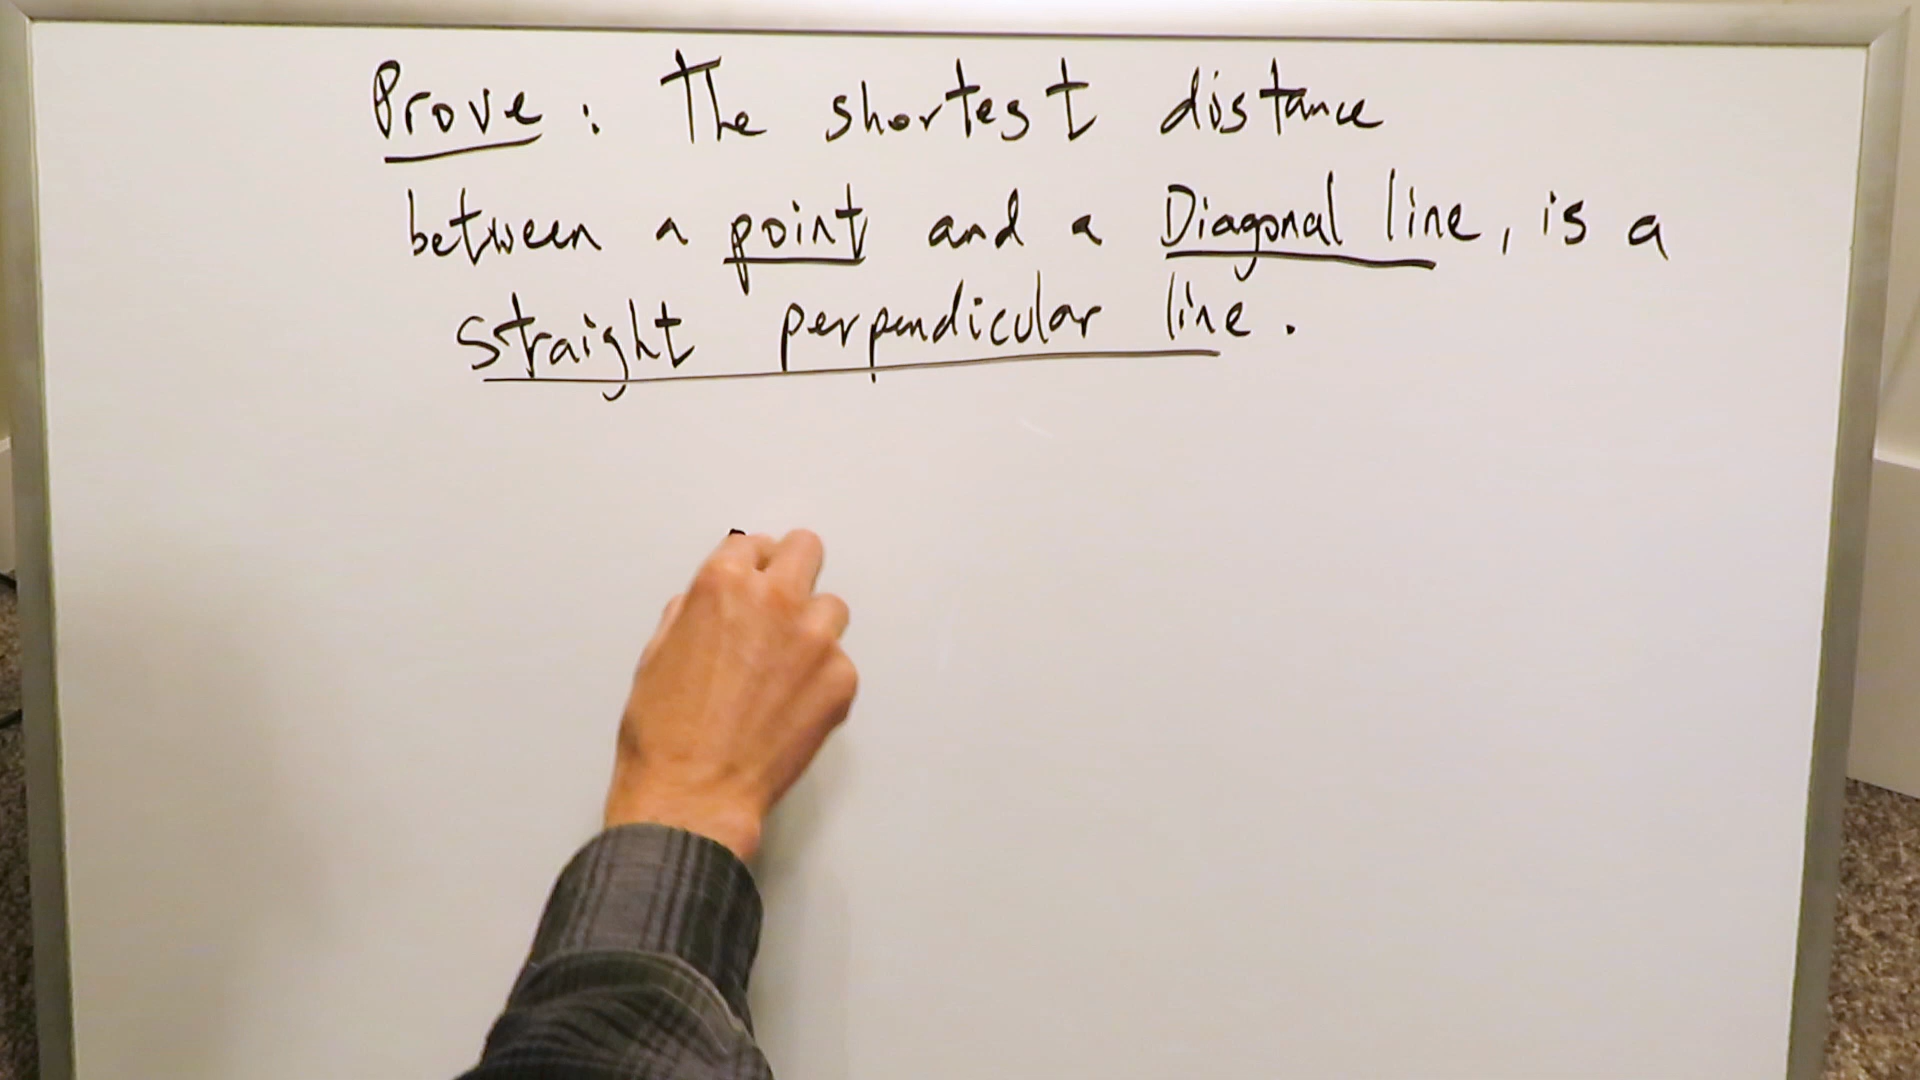 Prove: The shortest distance
between a point and a Diagonal line, is a
straight perpendicular line.